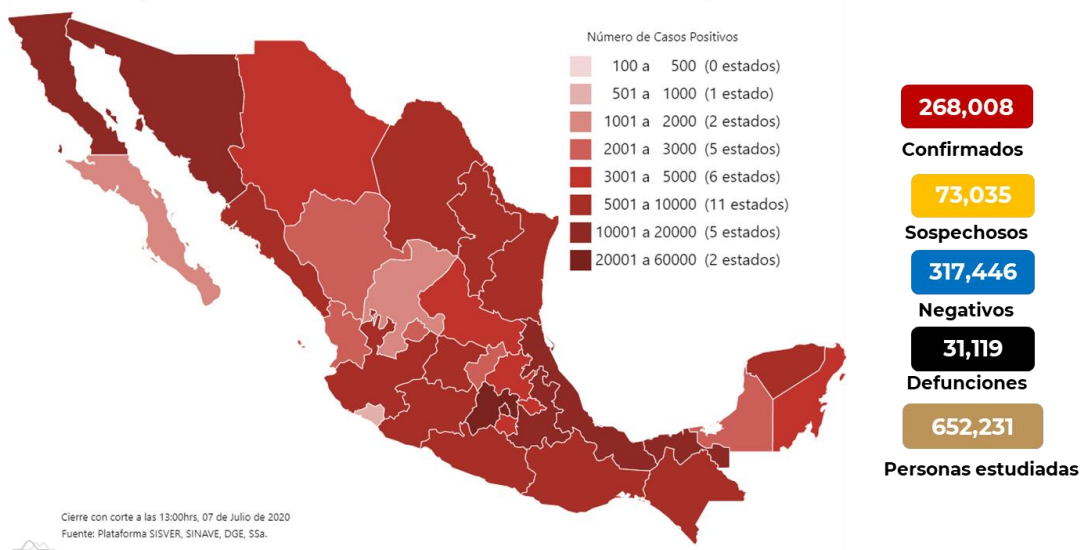 Número de Casos Positivos
100 a 500 (0 estados)
501 a 1000 (1 estado)
1001 a 2000 (2 estados)
2001 a 3000 (5 estados)
3001 a 5000 (6 estados)
5001 a 10000 (11 estados)
10001 a 20000 (5 estados)
20001 a 60000 (2 estados)
268,008
Confirmados
73,035
Sospechosos
317,446
Negativos
31,119
Defunciones
652,231
Personas estudiadas
Cierre con corte a las 13:00hrs, 07 de Julio de 2020
Fuente: Plataforma SISVER, SINAVE, DGE, SSa.